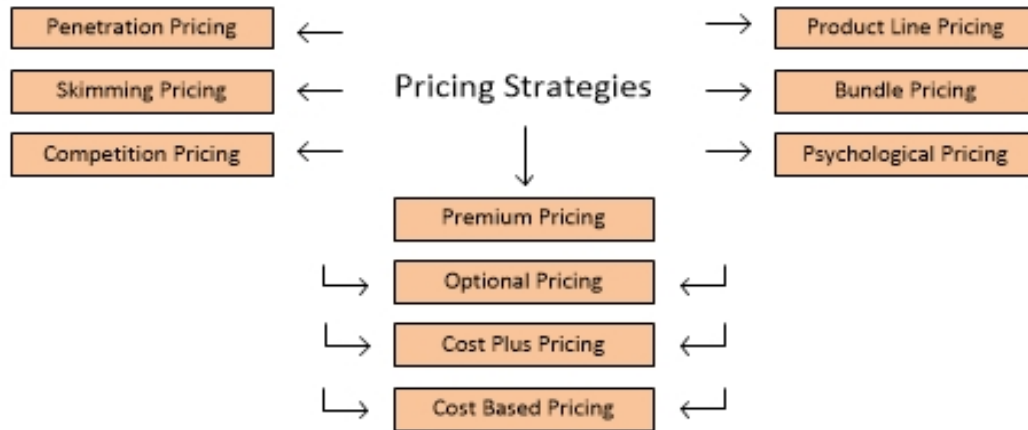 Penetration Pricing
Product Line Pricing
Skimming Pricing
Pricing Strategies
Bundle Pricing
Competition Pricing
Psychological Pricing
Premium Pricing
Optional Pricing
Cost Plus Pricing
Cost Based Pricing